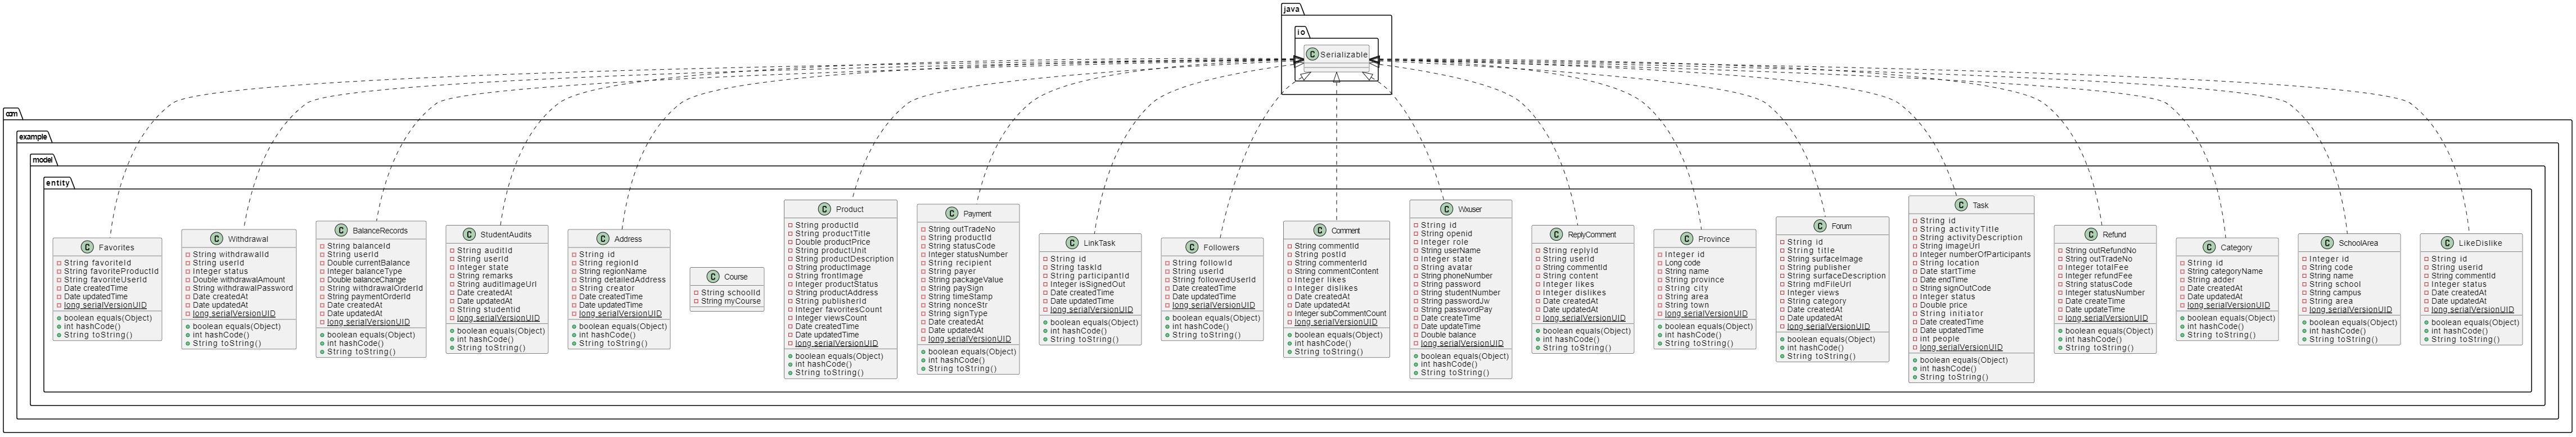 java
io
C Serializable
com
example
model
entity
C Favorites
String favoriteId
String favoriteProductId
String favoriteUserId
Date createdTime
Date updatedTime
long serialVersionUID
boolean equals(Object)
int hashCode()
String toString()
C Withdrawal
String withdrawalId
String userId
Integer status
Double withdrawalAmount
String withdrawalPassword
Date createdAt
Date updatedAt
long serialVersionUID
boolean equals(Object)
int hashCode()
String toString()
C BalanceRecords
String balanceId
String userId
Double currentBalance
Integer balanceType
Double balanceChange
String withdrawalOrderId
String paymentOrderId
Date createdAt
Date updatedAt
long serialVersionUID
boolean equals(Object)
int hashCode()
String toString()
C StudentAudits
String auditId
String userId
Integer state
String remarks
String auditImageUrl
Date createdAt
Date updatedAt
String studentId
long serialVersionUID
boolean equals(Object)
int hashCode()
String toString()
C Address
String id
String regionId
String regionName
String detailedAddress
String creator
Date createdTime
Date updatedTime
long serialVersionUID
boolean equals(Object)
int hashCode()
String toString()
C Course
String schoolId
String myCourse
C Product
String productId
String productTitle
Double productPrice
String productUnit
String productDescription
String productImage
String frontImage
Integer productStatus
String productAddress
String publisherId
Integer favoritesCount
Integer viewsCount
Date createdTime
Date updatedTime
long serialVersionUID
boolean equals(Object)
int hashCode()
String toString()
C Payment
String outTradeNo
String productId
String statusCode
Integer statusNumber
String recipient
String payer
String packageValue
String paySign
String timeStamp
String nonceStr
String signType
Date createdAt
Date updatedAt
long serialVersionUID
boolean equals(Object)
int hashCode()
String toString()
C LinkTask
String id
String taskId
String participantId
Integer isSignedOut
Date createdTime
Date updatedTime
long serialVersionUID
boolean equals(Object)
int hashCode()
String toString()
C Followers
String followId
String userId
String followedUserId
Date createdTime
Date updatedTime
long serialVersionUID
boolean equals(Object)
int hashCode()
String toString()
C Comment
String commentId
String postId
String commenterId
String commentContent
Integer likes
Integer dislikes
Date createdAt
Date updatedAt
Integer subCommentCount
long serialVersionUID
boolean equals(Object)
int hashCode()
String toString()
C Wxuser
String id
String openid
Integer role
String userName
Integer state
String avatar
String phoneNumber
String password
String studentNumber
String passwordJw
String passwordPay
Date createTime
Date updateTime
Double balance
long serialVersionUID
boolean equals(Object)
int hashCode()
String toString()
C ReplyComment
String replyId
String userId
String commentId
String content
Integer likes
Integer dislikes
Date createdAt
Date updatedAt
long serialVersionUID
boolean equals(Object)
int hashCode()
String toString()
C Province
Integer id
Long code
String name
String province
String city
String area
String town
long serialVersionUID
boolean equals(Object)
int hashCode()
String toString()
C Forum
String id
String title
String surfaceImage
String publisher
String surfaceDescription
String mdFileUrl
Integer views
String category
Date createdAt
Date updatedAt
long serialVersionUID
boolean equals(Object)
int hashCode()
String toString()
C Task
String id
String activityTitle
String activityDescription
String imageUrl
Integer numberOfParticipants
String location
Date startTime
Date endTime
String signOutCode
Integer status
Double price
String initiator
Date createdTime
Date updatedTime
int people
long serialVersionUID
boolean equals(Object)
int hashCode()
String toString()
C Refund
String outRefundNo
String outTradeNo
Integer totalFee
Integer refundFee
String statusCode
Integer statusNumber
Date createTime
Date updateTime
long serialVersionUID
boolean equals(Object)
int hashCode()
String toString()
C Category
String id
String categoryName
String adder
Date createdAt
Date updatedAt
long serialVersionUID
boolean equals(Object)
int hashCode()
String toString()
C SchoolArea
Integer id
String code
String name
String school
String campus
String area
long serialVersionUID
boolean equals(Object)
int hashCode()
String toString()
C LikeDislike
String id
String userid
String commentId
Integer status
Date createdAt
Date updatedAt
long serialVersionUID
boolean equals(Object)
int hashCode()
String toString()